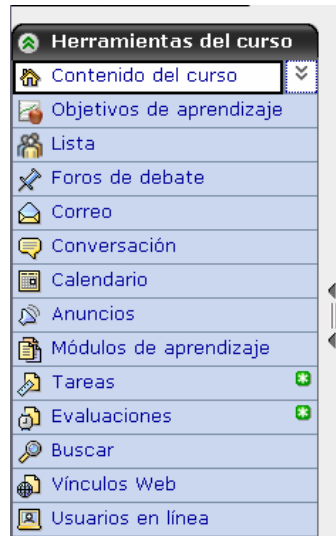 Herramientas del curso
Contenido del curso
Objetivos de aprendizaje
Lista
Foros de debate
Correo
Conversación
Calendario
Anuncios
Módulos de aprendizaje
Tareas
Evaluaciones
Buscar
Vínculos Web
Usuarios en línea